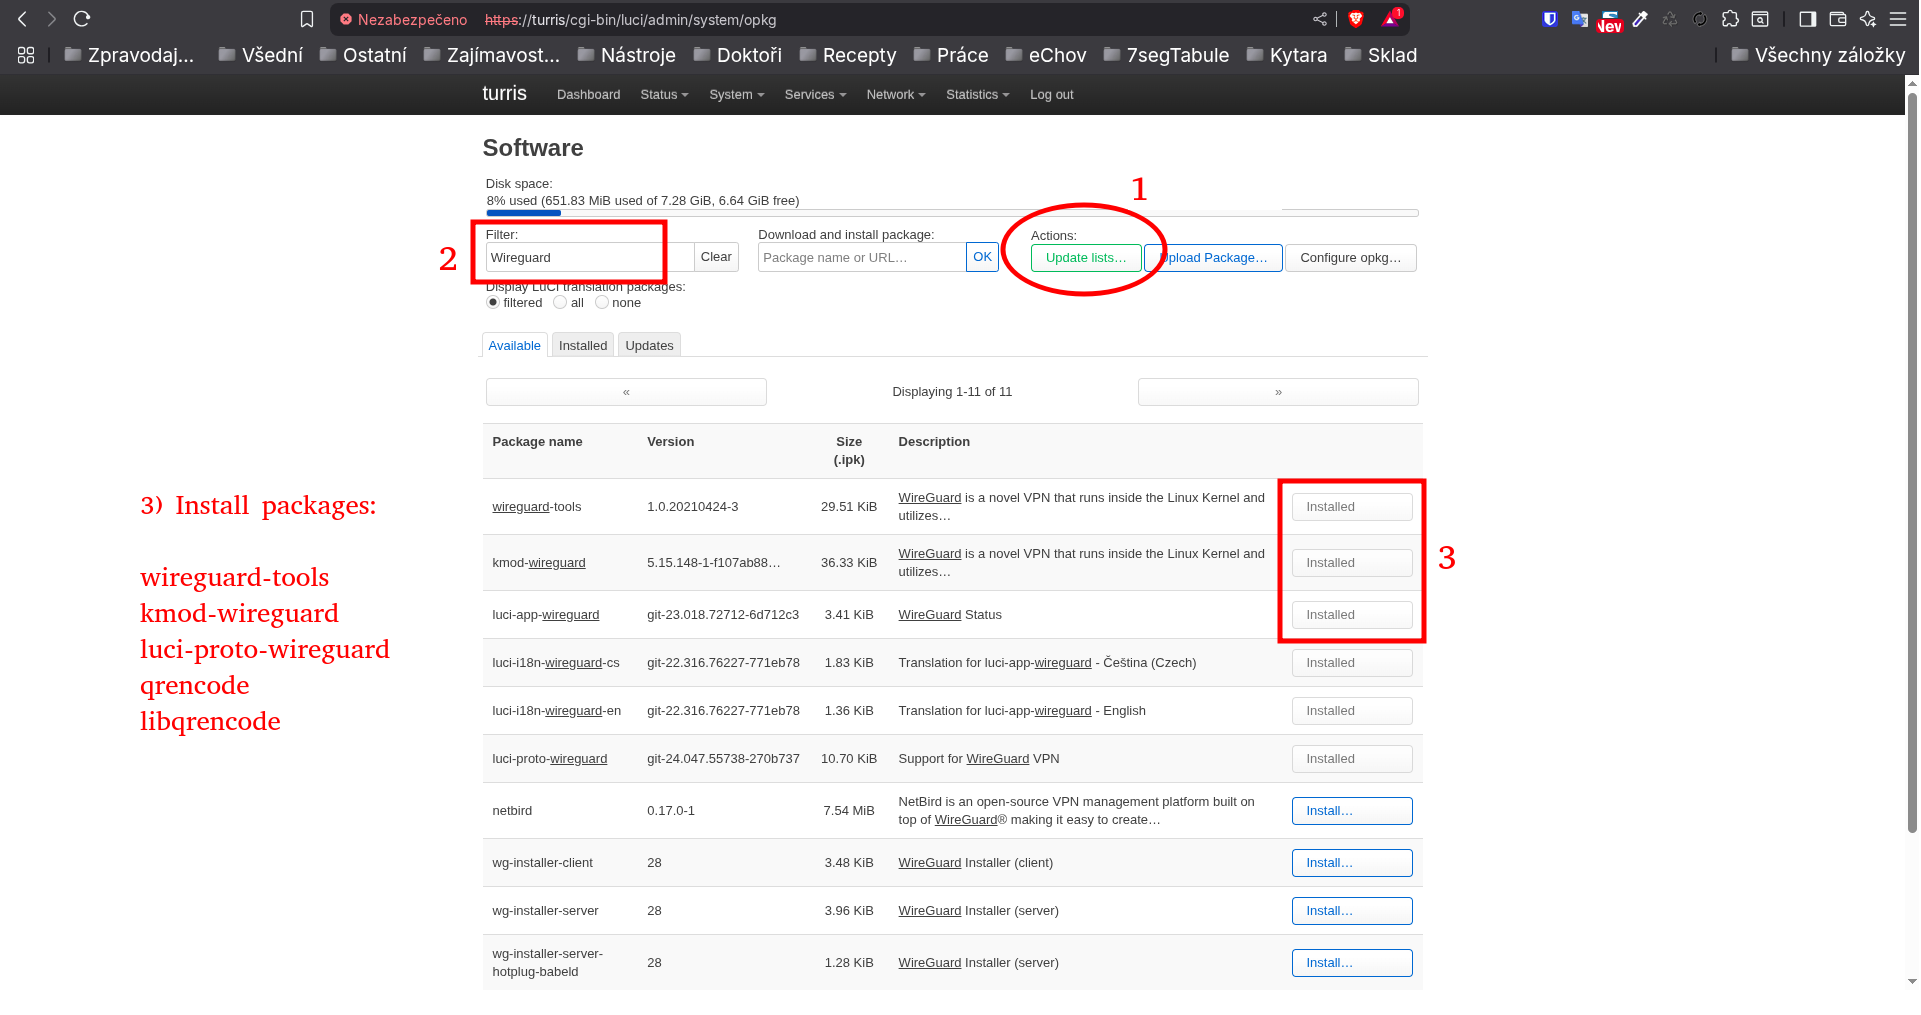 Nezabezpečeno https://turris/cgi-bin/luci/admin/system/opkg 1 New
Zpravodaj... Všední Ostatní Zajímavost... Nástroje Doktoři Recepty Práce eChov 7segTabule Kytara Sklad Všechny záložky
turris Dashboard Status System Services Network Statistics Log out
Software
Disk space:
8% used (651.83 MiB used of 7.28 GiB, 6.64 GiB free)
1
Filter: Download and install package: Actions:
2 Wireguard Clear Package name or URL… OK Update lists… Upload Package… Configure opkg…
Display LuCI translation packages:
filtered all none
Available Installed Updates
« Displaying 1-11 of 11 »
Package name Version Size (.ipk) Description
wireguard-tools 1.0.20210424-3 29.51 KiB WireGuard is a novel VPN that runs inside the Linux Kernel and utilizes… Installed
kmod-wireguard 5.15.148-1-f107ab88… 36.33 KiB WireGuard is a novel VPN that runs inside the Linux Kernel and utilizes… Installed
3
luci-app-wireguard git-23.018.72712-6d712c3 3.41 KiB WireGuard Status Installed
luci-i18n-wireguard-cs git-22.316.76227-771eb78 1.83 KiB Translation for luci-app-wireguard - Čeština (Czech) Installed
luci-i18n-wireguard-en git-22.316.76227-771eb78 1.36 KiB Translation for luci-app-wireguard - English Installed
luci-proto-wireguard git-24.047.55738-270b737 10.70 KiB Support for WireGuard VPN Installed
netbird 0.17.0-1 7.54 MiB NetBird is an open-source VPN management platform built on top of WireGuard® making it easy to create… Install…
wg-installer-client 28 3.48 KiB WireGuard Installer (client) Install…
wg-installer-server 28 3.96 KiB WireGuard Installer (server) Install…
wg-installer-server-hotplug-babeld 28 1.28 KiB WireGuard Installer (server) Install…
3) Install packages:
wireguard-tools
kmod-wireguard
luci-proto-wireguard
qrencode
libqrencode